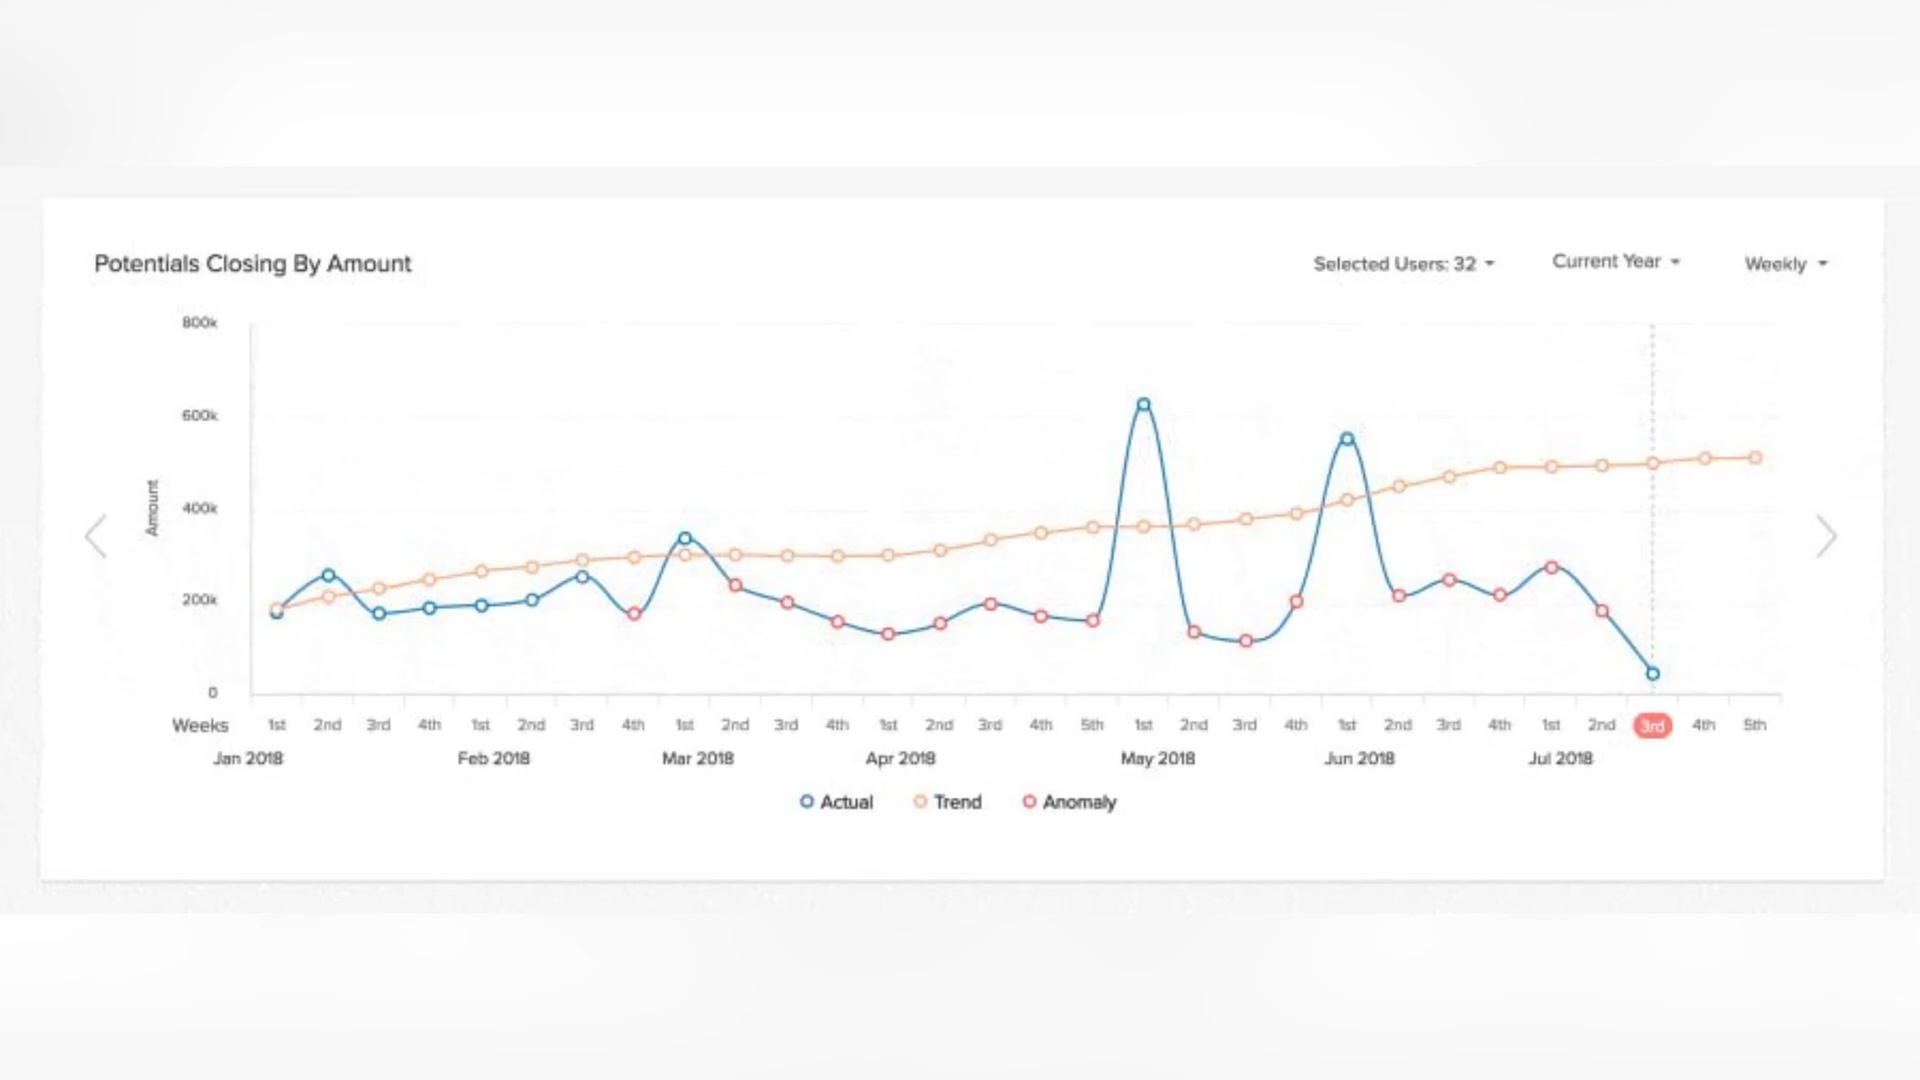 Potentials Closing By Amount
Selected Users: 32
Current Year
Weekly
800k
600k
400k
200k
0
Amount
Weeks 1st 2nd 3rd 4th 1st 2nd 3rd 4th 1st 2nd 3rd 4th 1st 2nd 3rd 4th 5th 1st 2nd 3rd 4th 1st 2nd 3rd 4th 1st 2nd 3rd 4th 5th
Jan 2018 Feb 2018 Mar 2018 Apr 2018 May 2018 Jun 2018 Jul 2018
Actual Trend Anomaly